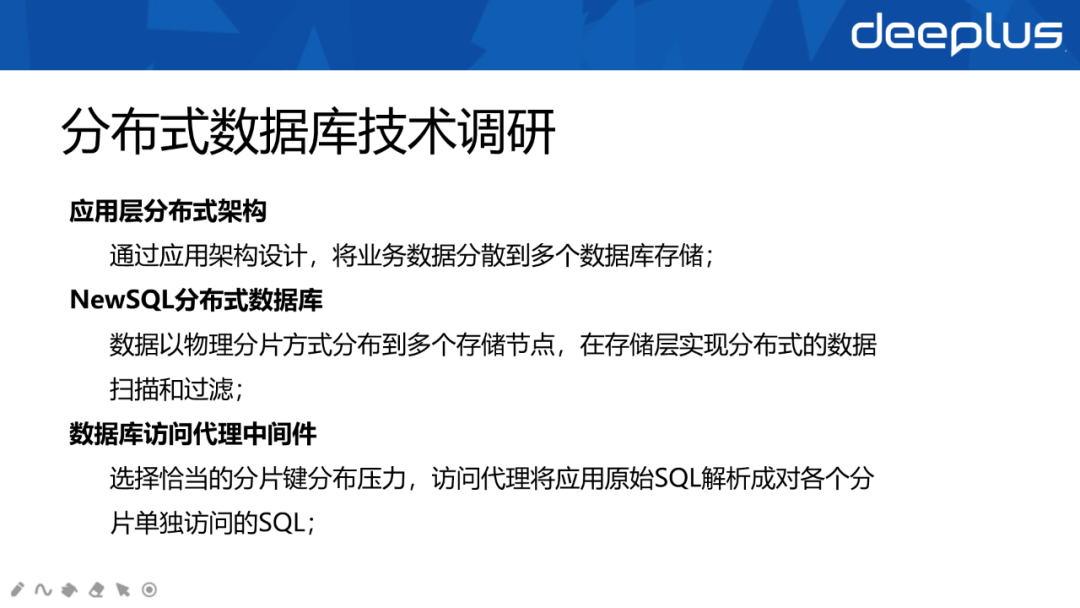 deeplus
分布式数据库技术调研
应用层分布式架构
通过应用架构设计，将业务数据分散到多个数据库存储；
NewSQL分布式数据库
数据以物理分片方式分布到多个存储节点，在存储层实现分布式的数据
扫描和过滤；
数据库访问代理中间件
选择恰当的分片键分布压力，访问代理将应用原始SQL解析成对各个分
片单独访问的SQL；